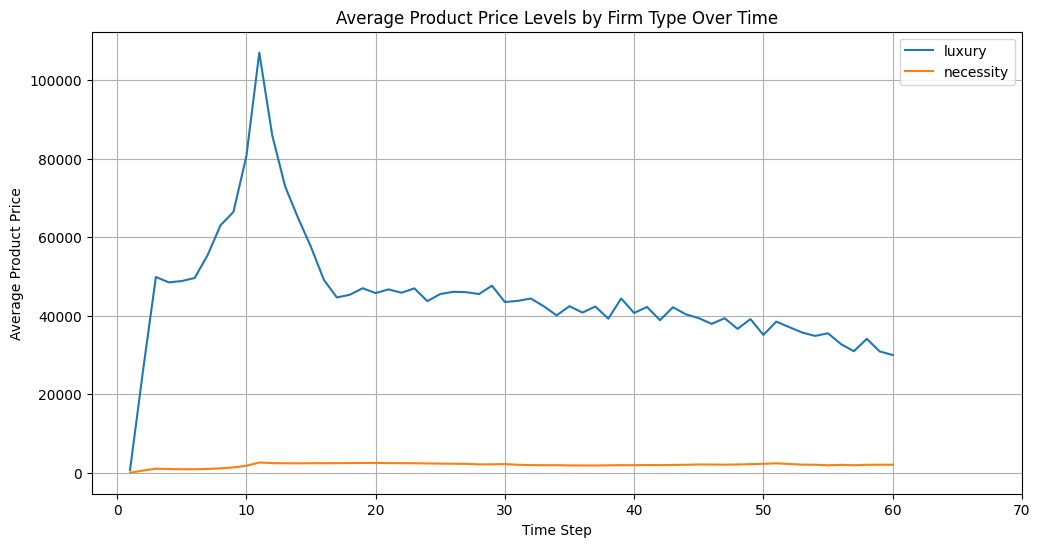 Average Product Price Levels by Firm Type Over Time
luxury
necessity
Average Product Price
100000
80000
60000
40000
20000
0
0 10 20 30 40 50 60 70
Time Step